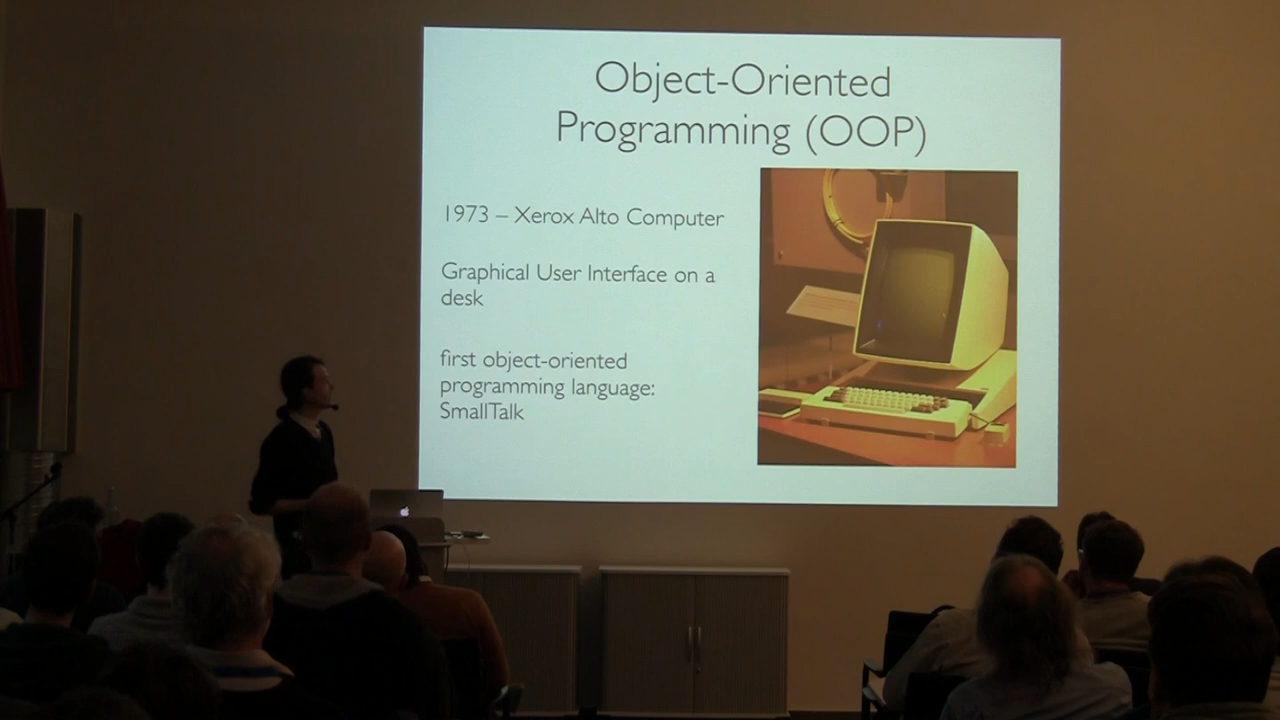 Object-Oriented
Programming (OOP)
1973 – Xerox Alto Computer
Graphical User Interface on a
desk
first object-oriented
programming language:
SmallTalk